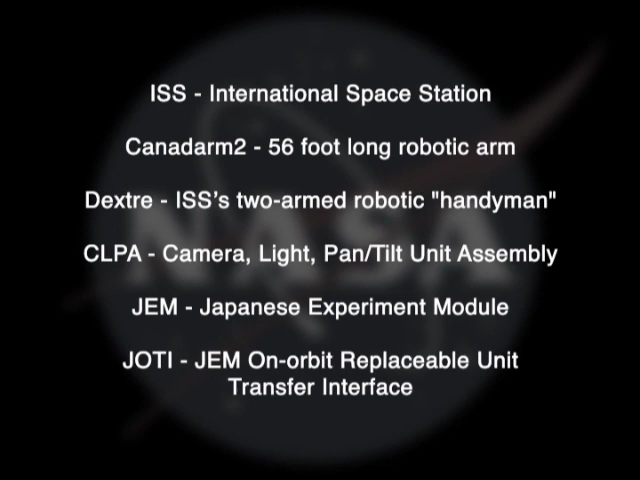 ISS - International Space Station
Canadarm2 - 56 foot long robotic arm
Dextre - ISS’s two-armed robotic "handyman"
CLPA - Camera, Light, Pan/Tilt Unit Assembly
JEM - Japanese Experiment Module
JOTI - JEM On-orbit Replaceable Unit
Transfer Interface
NASA